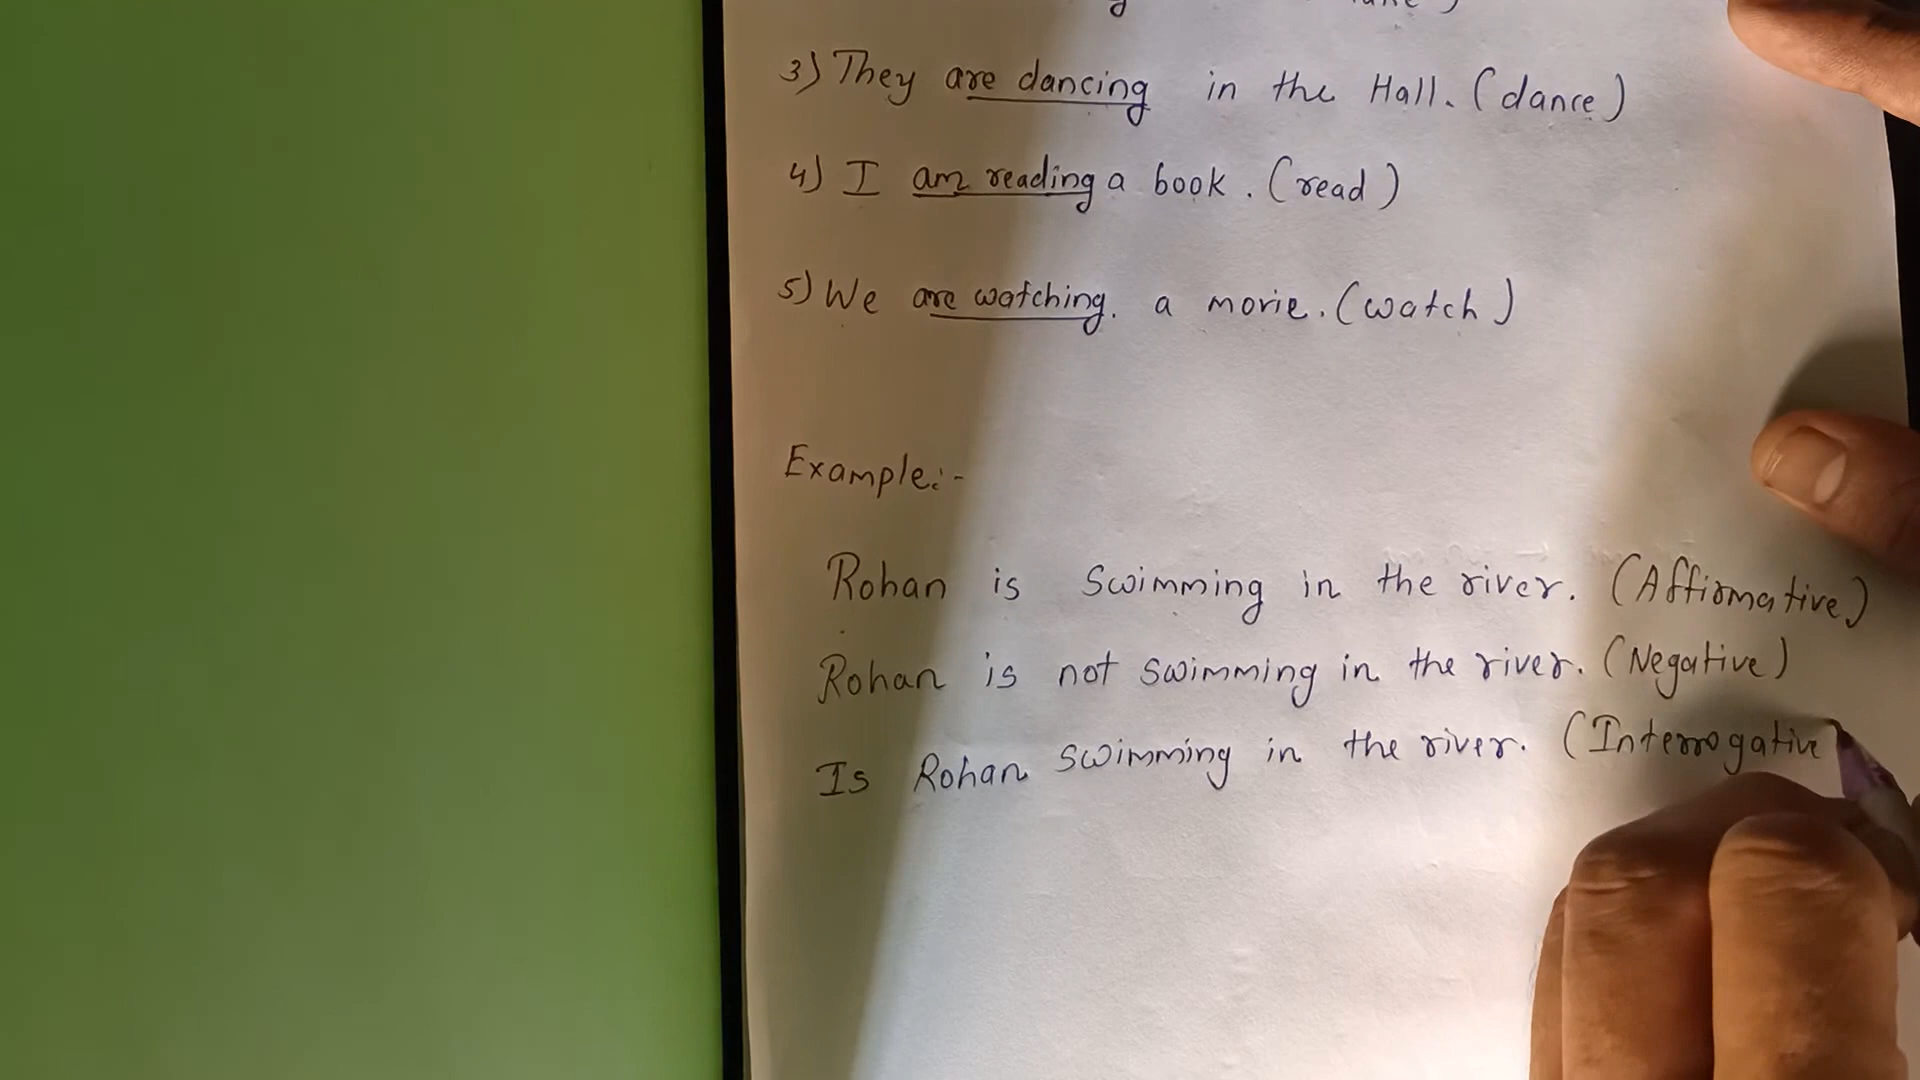 3) They are dancing in the Hall. (dance)
4) I am reading a book. (read)
5) We are watching. a movie. (watch)
Example:-
Rohan is Swimming in the river. (Affirmative)
Rohan is not swimming in the river. (Negative)
Is Rohan swimming in the river. (Interrogative